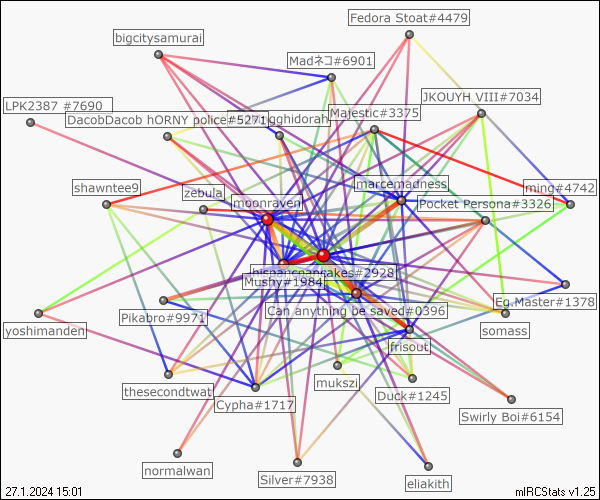 Fedora Stoat#4479
bigcitysamurai
Madネコ#6901
JKOUYH VIII#7034
LPK2387 #7690
Majestic#3375
DacobDacob hORNY police#5271
gghidorah
marcemadness
shawntee9
zebula
ming#4742
moonraven
Pocket Persona#3326
Mushy#1984
Eg.Master#1378
Can anything be saved#0396
Pikabro#9971
yoshimanden
somass
frisout
mukszi
thesecondtwat
Duck#1245
Cypha#1717
Swirly Boi#6154
normalwan
Silver#7938
eliakith
27.1.2024 15:01
mIRCStats v1.25